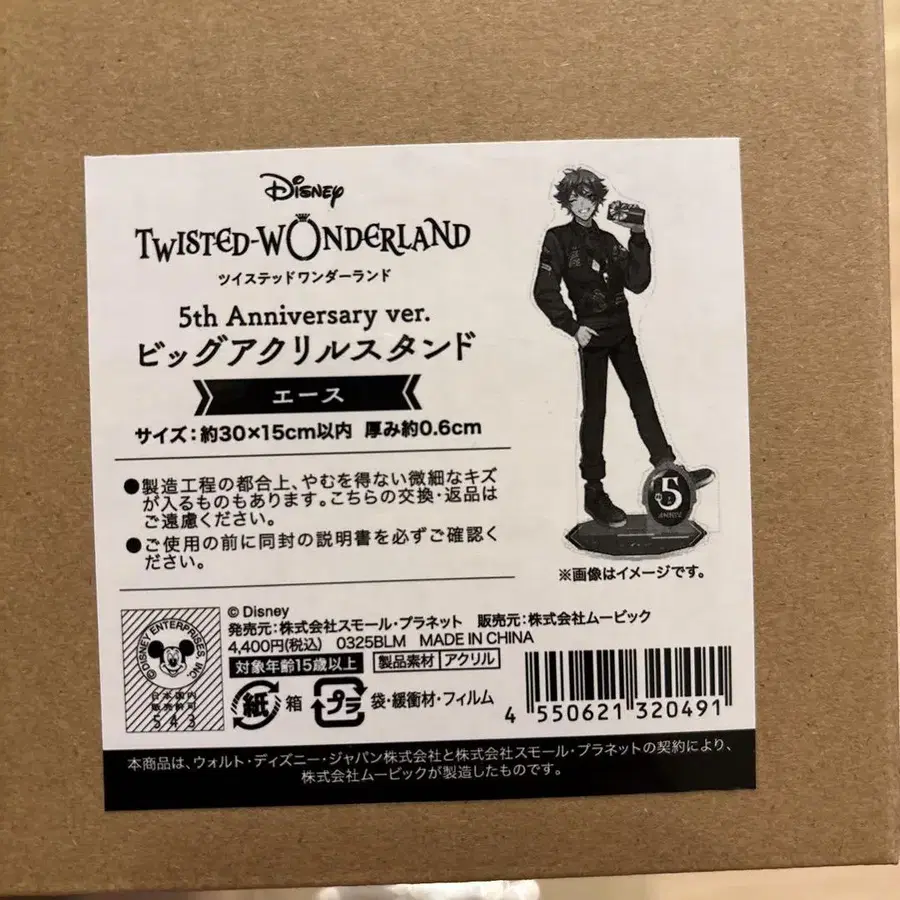 Disney
TWISTED-WONDERLAND
ツイステッドワンダーランド
5th Anniversary ver.
ビッグアクリルスタンド
エース
サイズ：約30×15cm以内 厚み約0.6cm
●製造工程の都合上、やむを得ない微細なキズ
が入るものもあります。こちらの交換・返品は
ご遠慮ください。
●ご使用の前に同封の説明書を必ずご確認く
ださい。
5
※画像はイメージです。
© Disney
発売元：株式会社スモール・プラネット 販売元：株式会社ムービック
4,400円(税込) 0325BLM MADE IN CHINA
対象年齢15歳以上 製品素材 アクリル
紙 箱 プラ 袋・緩衝材・フィルム
©DISNEY ENTERPRISES, INC.
日本国内
販売許可
543
4 550621 320491
本商品は、ウォルト・ディズニー・ジャパン株式会社と株式会社スモール・プラネットの契約により、
株式会社ムービックが製造したものです。